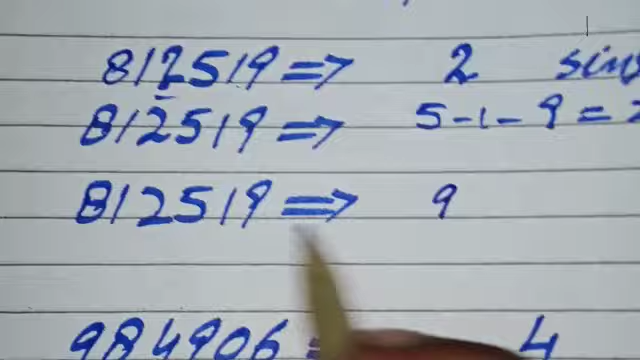 812519 => 2
812519 => 5-1-9 =
812519 => 9
984906 = 4